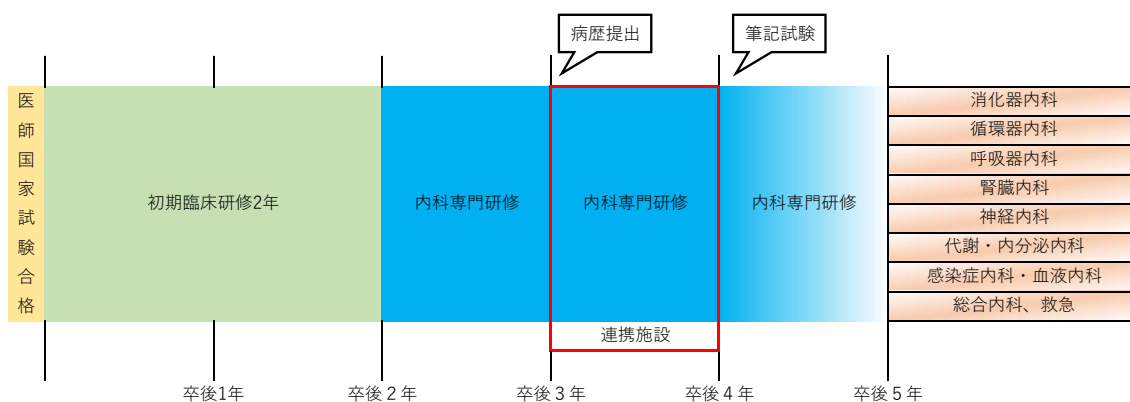 病歴提出
筆記試験
医師国家試験合格
初期臨床研修2年
内科専門研修
内科専門研修
内科専門研修
消化器内科
循環器内科
呼吸器内科
腎臓内科
神経内科
代謝・内分泌内科
感染症内科・血液内科
総合内科、救急
連携施設
卒後1年
卒後２年
卒後３年
卒後４年
卒後５年